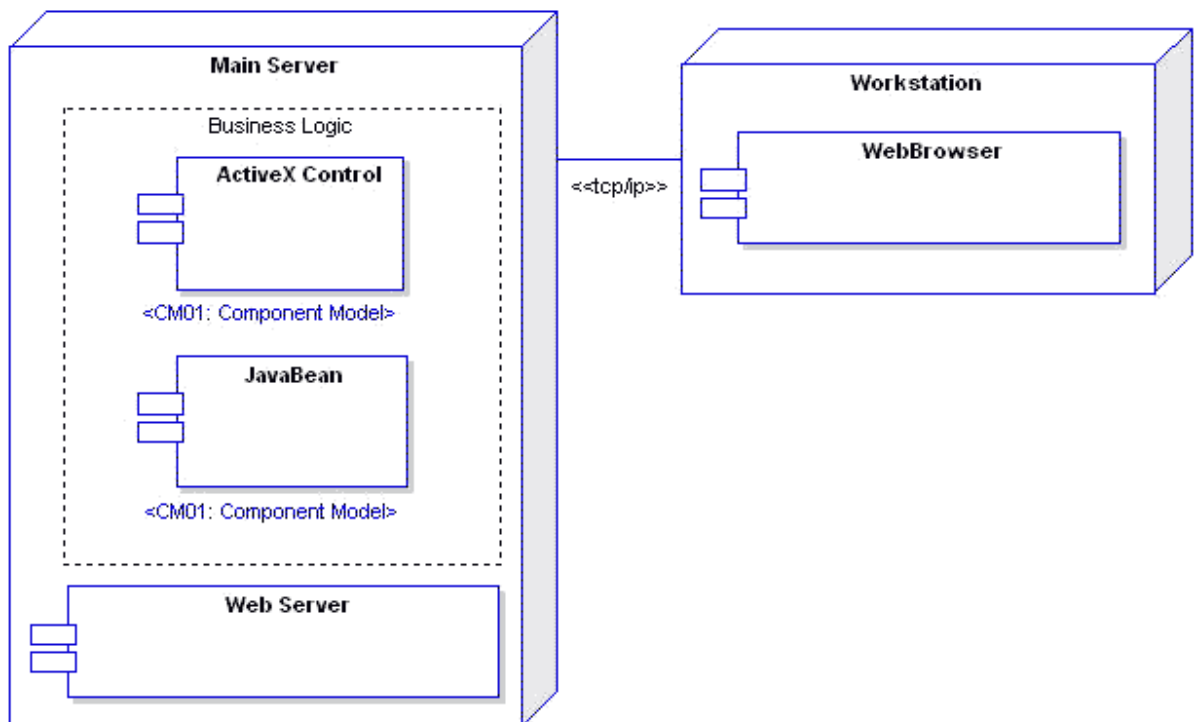 Main Server
Business Logic
ActiveX Control
<CM01: Component Model>
JavaBean
<CM01: Component Model>
Web Server
<<tcp/ip>>
Workstation
WebBrowser